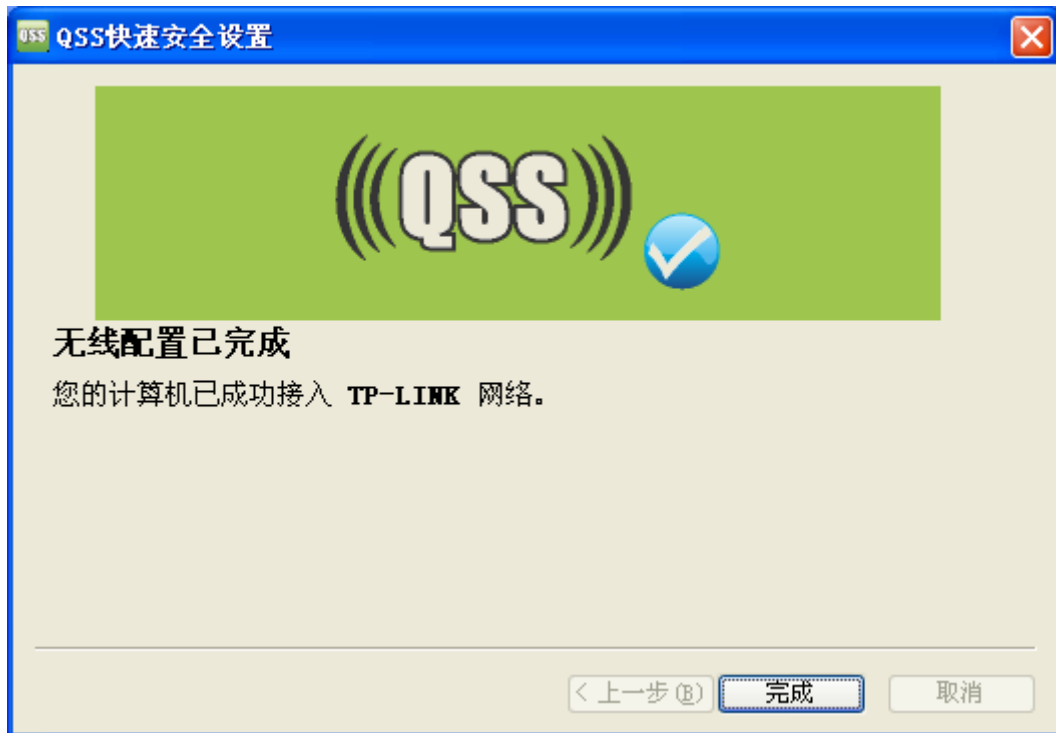 QSS QSS快速安全设置
(((QSS)))
无线配置已完成
您的计算机已成功接入 TP-LINK 网络。
< 上一步(B) 完成 取消